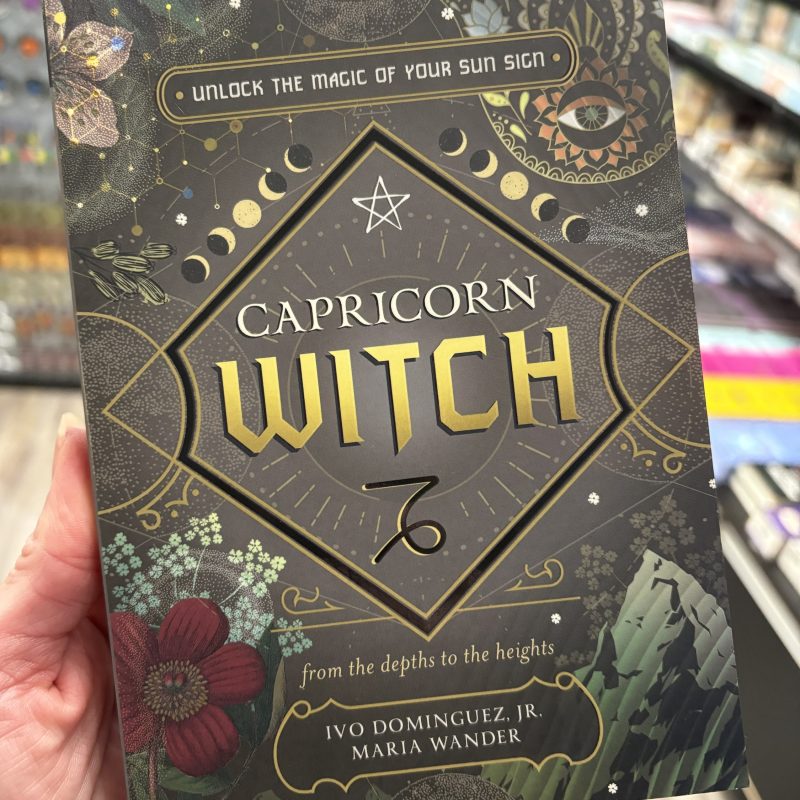 UNLOCK THE MAGIC OF YOUR SUN SIGN
CAPRICORN
WITCH
from the depths to the heights
IVO DOMINGUEZ, JR.
MARIA WANDER